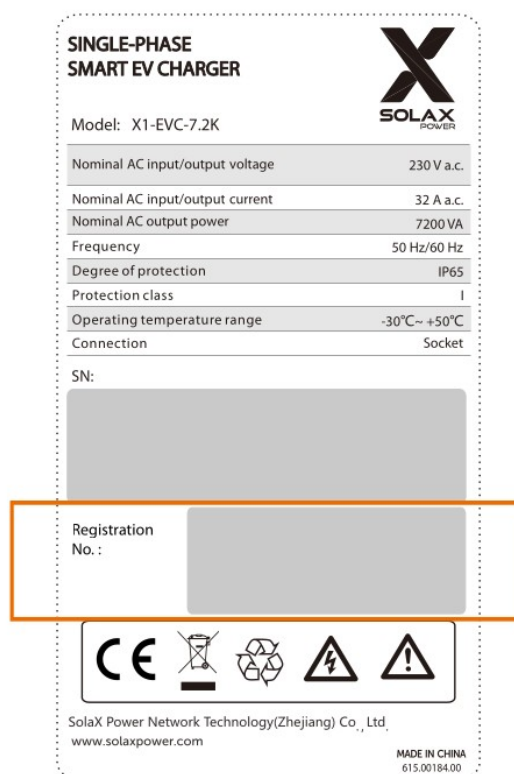 SINGLE-PHASE
SMART EV CHARGER
SOLAX
POWER
Model: X1-EVC-7.2K
Nominal AC input/output voltage 230 V a.c.
Nominal AC input/output current 32 A a.c.
Nominal AC output power 7200 VA
Frequency 50 Hz/60 Hz
Degree of protection IP65
Protection class I
Operating temperature range -30℃~ +50℃
Connection Socket
SN:
Registration
No. :
CE
SolaX Power Network Technology(Zhejiang) Co., Ltd.
www.solaxpower.com
MADE IN CHINA
615.00184.00